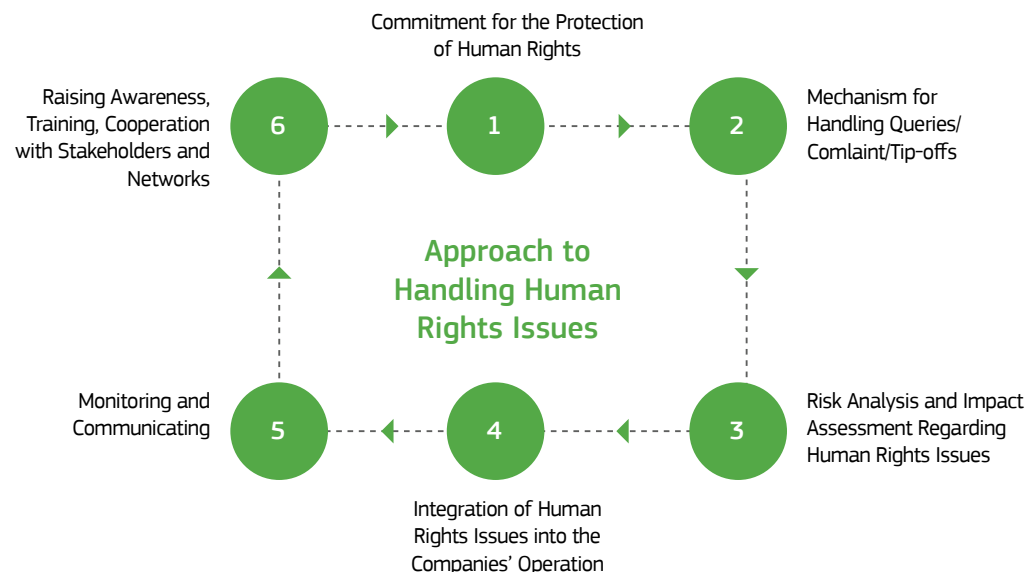 Commitment for the Protection
of Human Rights
Raising Awareness,
Training, Cooperation
with Stakeholders and
Networks
6
1
2
Mechanism for
Handling Queries/
Comlaint/Tip-offs
Approach to
Handling Human
Rights Issues
Monitoring and
Communicating
5
4
3
Risk Analysis and Impact
Assessment Regarding
Human Rights Issues
Integration of Human
Rights Issues into the
Companies’ Operation